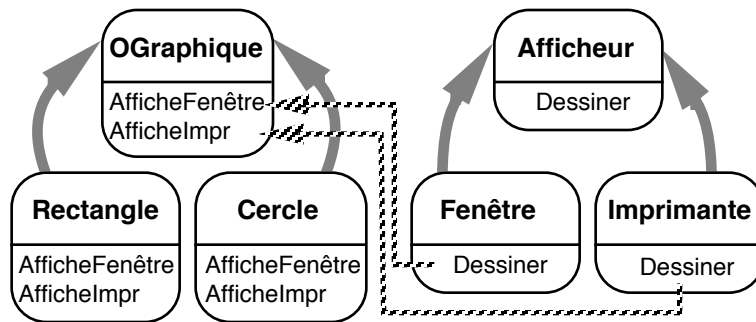 OGraphique
AfficheFenêtre
AfficheImpr
Afficheur
Dessiner
Rectangle
AfficheFenêtre
AfficheImpr
Cercle
AfficheFenêtre
AfficheImpr
Fenêtre
Dessiner
Imprimante
Dessiner